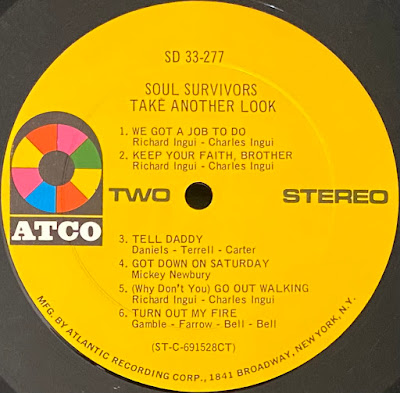 SD 33-277
SOUL SURVIVORS
TAKE ANOTHER LOOK
1. WE GOT A JOB TO DO
Richard Ingui - Charles Ingui
2. KEEP YOUR FAITH, BROTHER
Richard Ingui - Charles Ingui
TWO
STEREO
ATCO
3. TELL DADDY
Daniels - Terrell - Carter
4. GOT DOWN ON SATURDAY
Mickey Newbury
5. (Why Don't You) GO OUT WALKING
Richard Ingui - Charles Ingui
6. TURN OUT MY FIRE
Gamble - Farrow - Bell - Bell
(ST-C-691528CT)
MFG. BY ATLANTIC RECORDING CORP., 1841 BROADWAY, NEW YORK, N.Y.